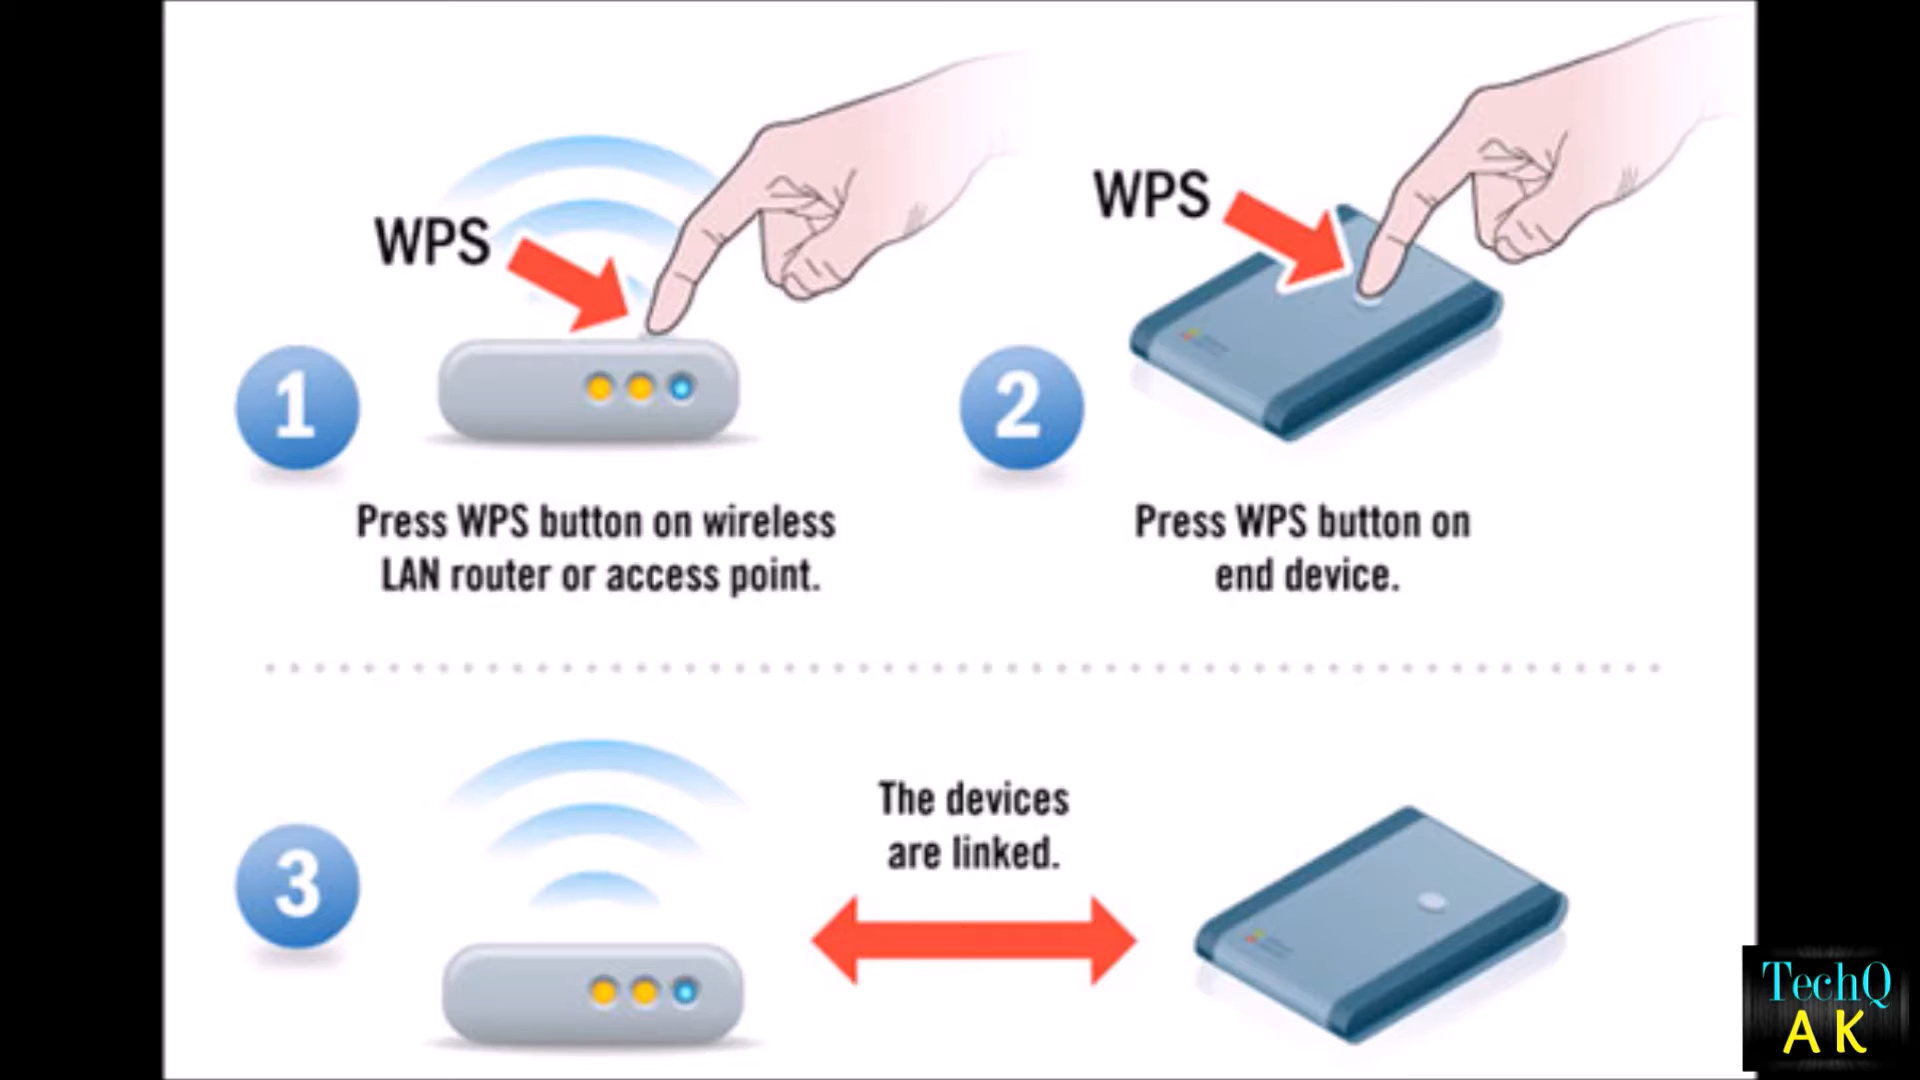 WPS
1
Press WPS button on wireless
LAN router or access point.
WPS
2
Press WPS button on
end device.
3
The devices
are linked.
TechQ
AK